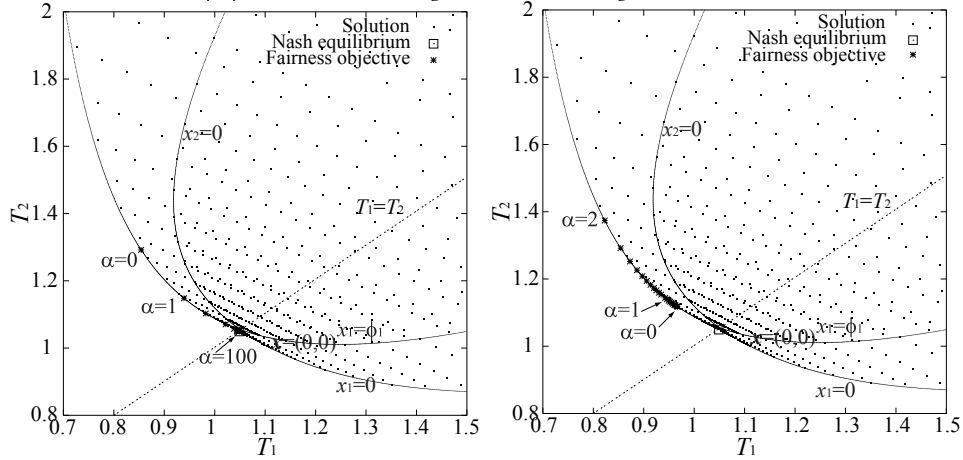 Solution
Nash equilibrium
Fairness objective
2
1.8
1.6
1.4
1.2
1
0.8
T2
0.7
0.8
0.9
1
1.1
1.2
1.3
1.4
1.5
T1
x2=0
T1=T2
α=0
α=1
α=100
x1=ϕ1
x=(0,0)
x1=0
Solution
Nash equilibrium
Fairness objective
2
1.8
1.6
1.4
1.2
1
0.8
T2
0.7
0.8
0.9
1
1.1
1.2
1.3
1.4
1.5
T1
x2=0
T1=T2
α=2
α=1
α=0
x1=ϕ1
x=(0,0)
x1=0